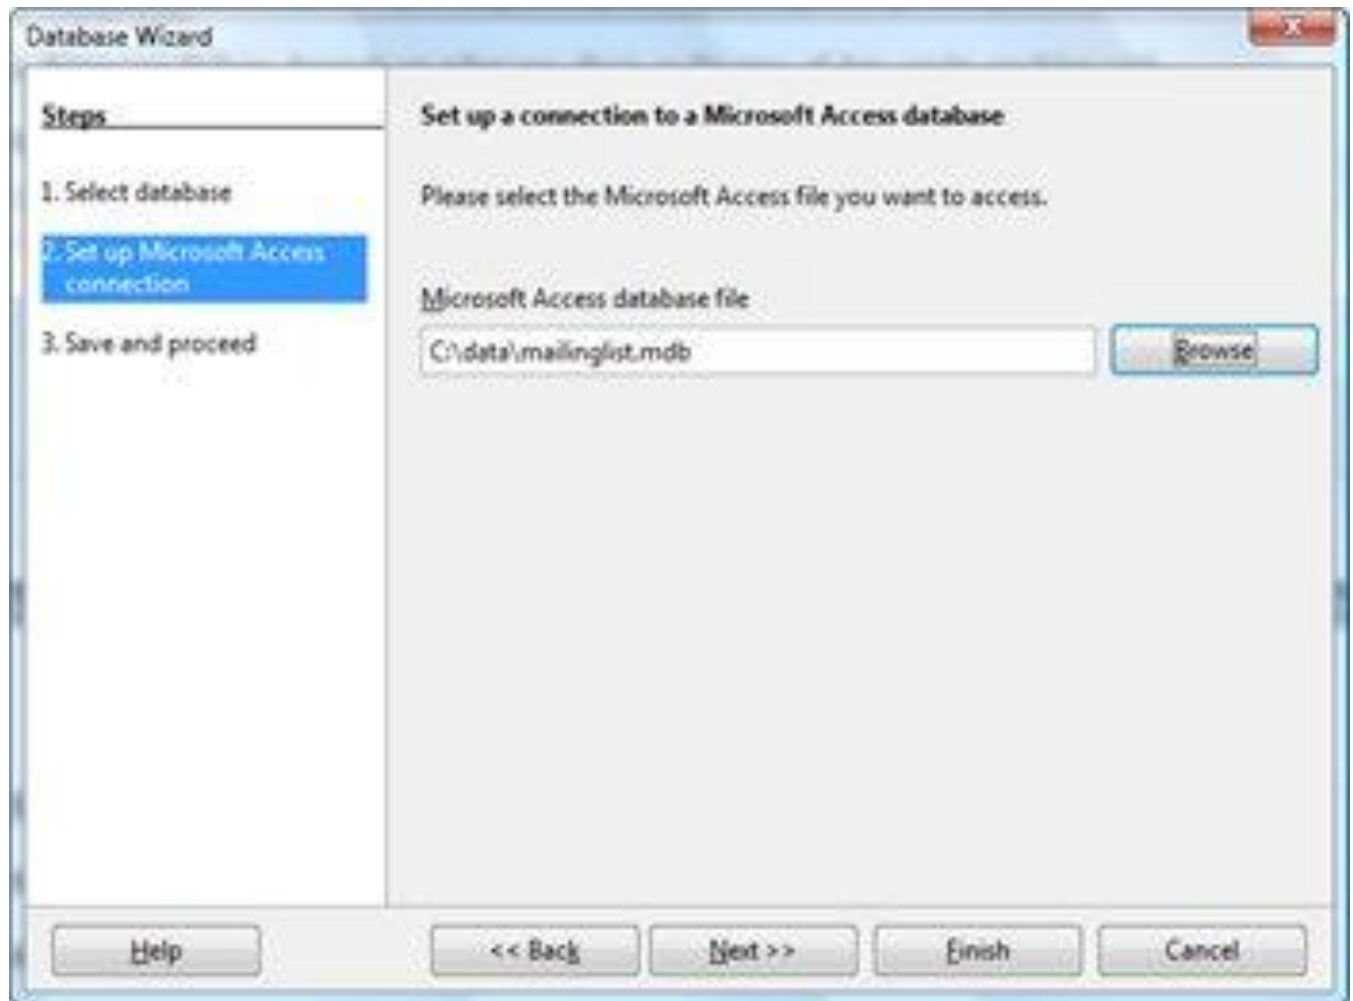 Database Wizard
X
Steps
Set up a connection to a Microsoft Access database
1. Select database
Please select the Microsoft Access file you want to access.
2. Set up Microsoft Access
connection
Microsoft Access database file
3. Save and proceed
C:\data\mailinglist.mdb
Browse
Help
<< Back
Next >>
Finish
Cancel